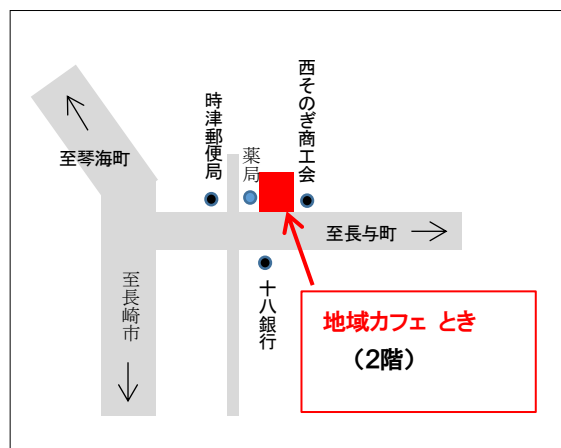 西そのぎ商工会
時津郵便局
薬局
至琴海町
至長与町
至長崎市
十八銀行
地域カフェ とき
（2階）